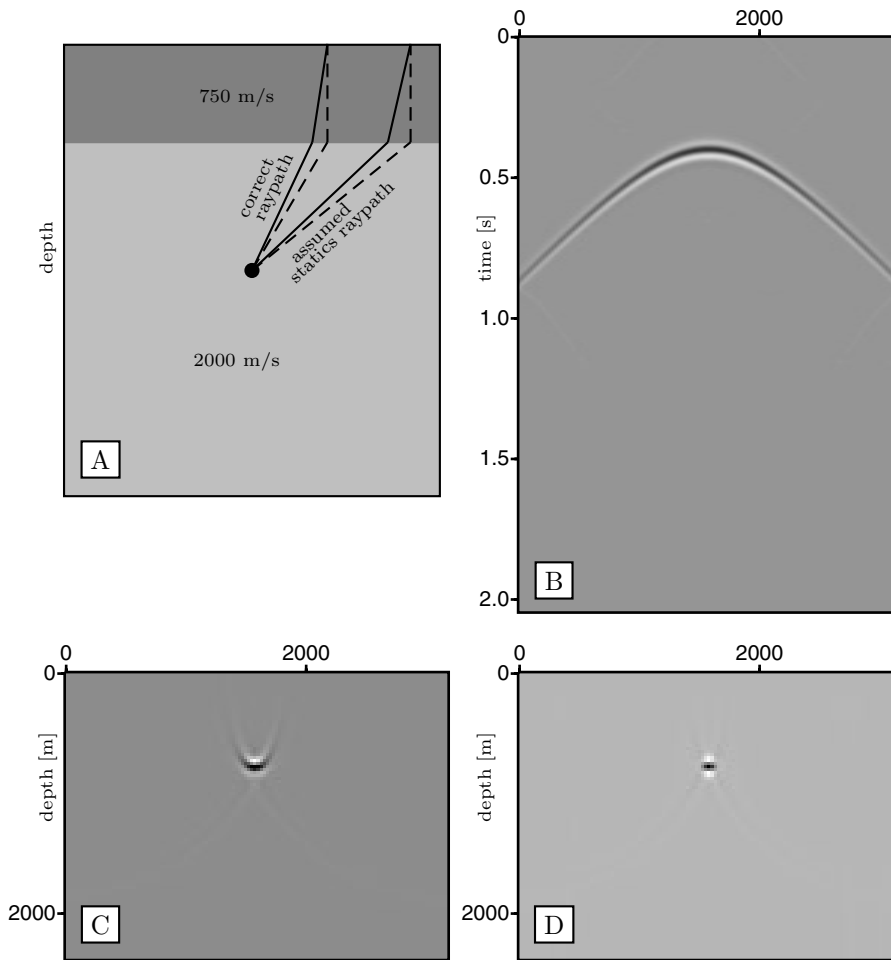 750 m/s
correct
raypath
assumed
statics raypath
depth
2000 m/s
A
0 2000
0
0.5
1.0
1.5
2.0
time [s]
B
0 2000
0
2000
depth [m]
C
0 2000
0
2000
depth [m]
D